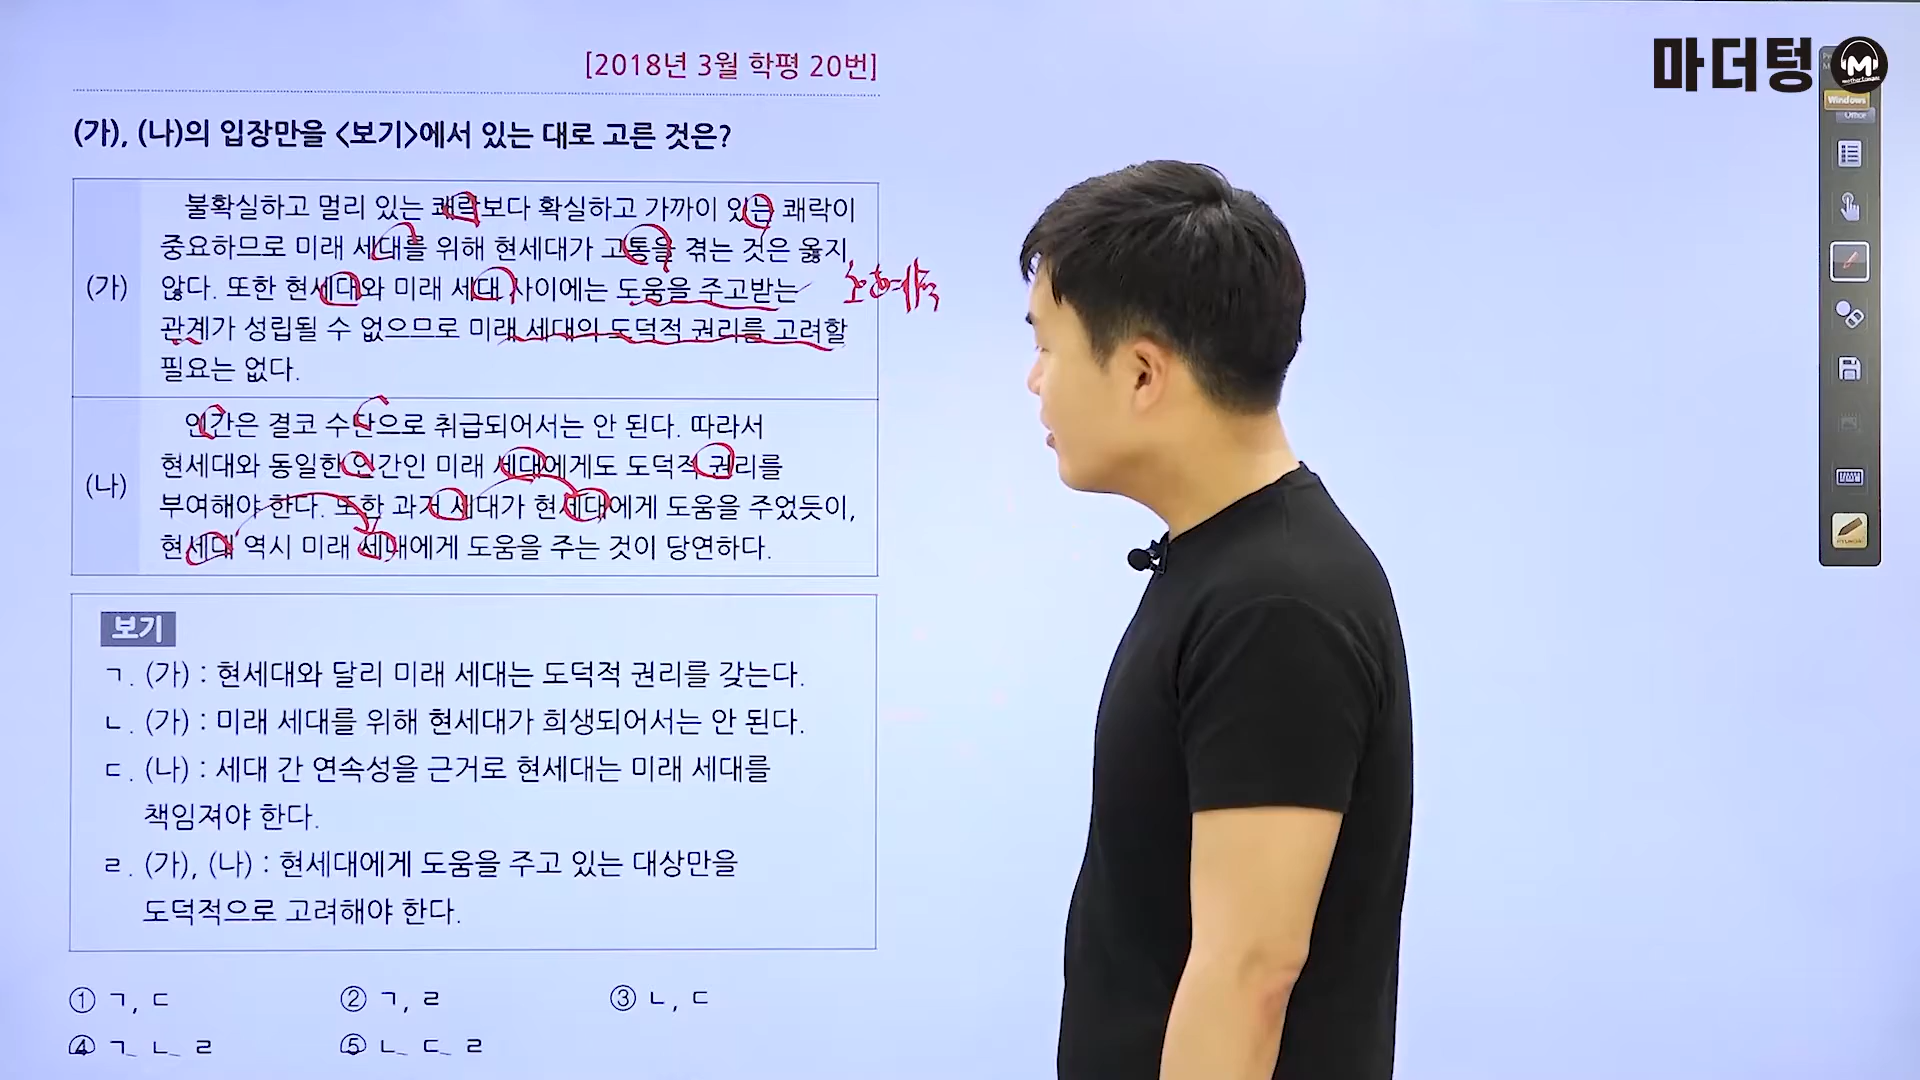 마더텅
M
Windows
Office
[2018년 3월 학평 20번]
(가), (나)의 입장만을 <보기>에서 있는 대로 고른 것은?
(가)
불확실하고 멀리 있는 쾌락보다 확실하고 가까이 있는 쾌락이
중요하므로 미래 세대를 위해 현세대가 고통을 겪는 것은 옳지
않다. 또한 현세대와 미래 세대 사이에는 도움을 주고받는
관계가 성립될 수 없으므로 미래 세대의 도덕적 권리를 고려할
필요는 없다.
(나)
인간은 결코 수단으로 취급되어서는 안 된다. 따라서
현세대와 동일한 인간인 미래 세대에게도 도덕적 권리를
부여해야 한다. 또한 과거 세대가 현세대에게 도움을 주었듯이,
현세대 역시 미래 세대에게 도움을 주는 것이 당연하다.
보기
ㄱ. (가) : 현세대와 달리 미래 세대는 도덕적 권리를 갖는다.
ㄴ. (가) : 미래 세대를 위해 현세대가 희생되어서는 안 된다.
ㄷ. (나) : 세대 간 연속성을 근거로 현세대는 미래 세대를
책임져야 한다.
ㄹ. (가), (나) : 현세대에게 도움을 주고 있는 대상만을
도덕적으로 고려해야 한다.
① ㄱ, ㄷ ② ㄱ, ㄹ ③ ㄴ, ㄷ
④ ㄱ, ㄴ, ㄹ ⑤ ㄴ, ㄷ, ㄹ